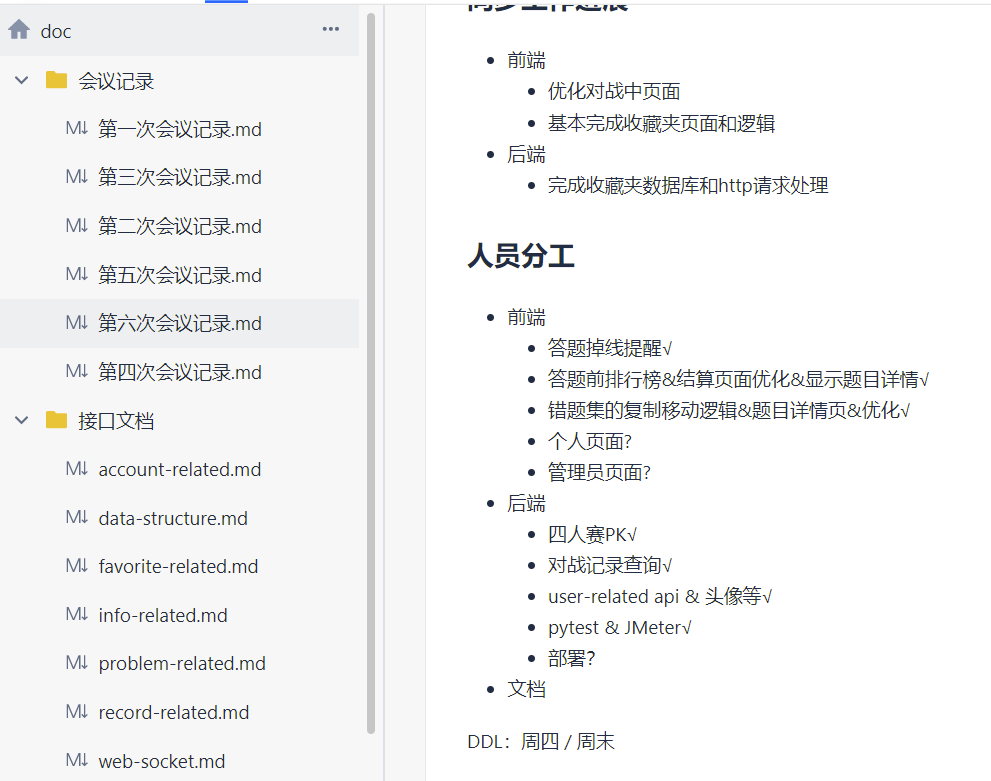 doc
会议记录
第一次会议记录.md
第三次会议记录.md
第二次会议记录.md
第五次会议记录.md
第六次会议记录.md
第四次会议记录.md
接口文档
account-related.md
data-structure.md
favorite-related.md
info-related.md
problem-related.md
record-related.md
web-socket.md
同步工作进展
前端
优化对战中页面
基本完成收藏夹页面和逻辑
后端
完成收藏夹数据库和http请求处理
人员分工
前端
答题掉线提醒√
答题前排行榜&结算页面优化&显示题目详情√
错题集的复制移动逻辑&题目详情页&优化√
个人页面?
管理员页面?
后端
四人赛PK√
对战记录查询√
user-related api & 头像等√
pytest & JMeter√
部署?
文档
DDL：周四 / 周末